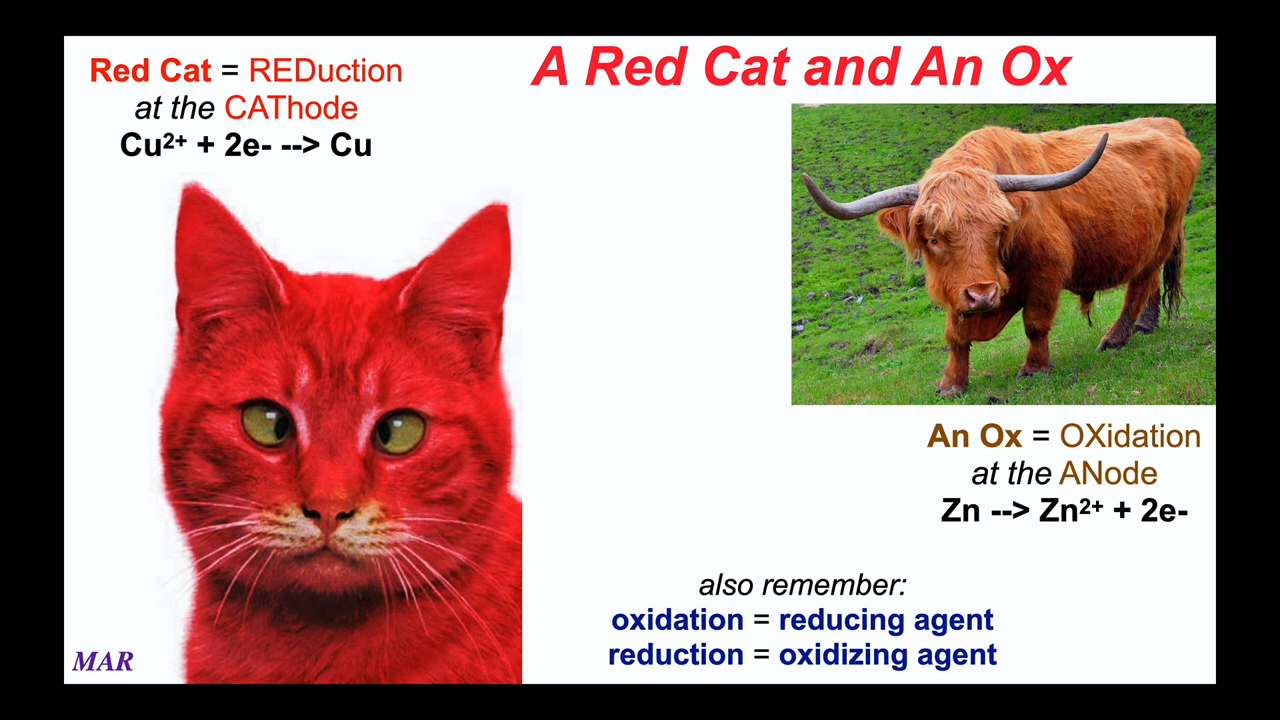 A Red Cat and An Ox
Red Cat = REDuction
at the CAThode
Cu²⁺ + 2e- --> Cu
An Ox = OXidation
at the ANode
Zn --> Zn²⁺ + 2e-
also remember:
oxidation = reducing agent
reduction = oxidizing agent
MAR